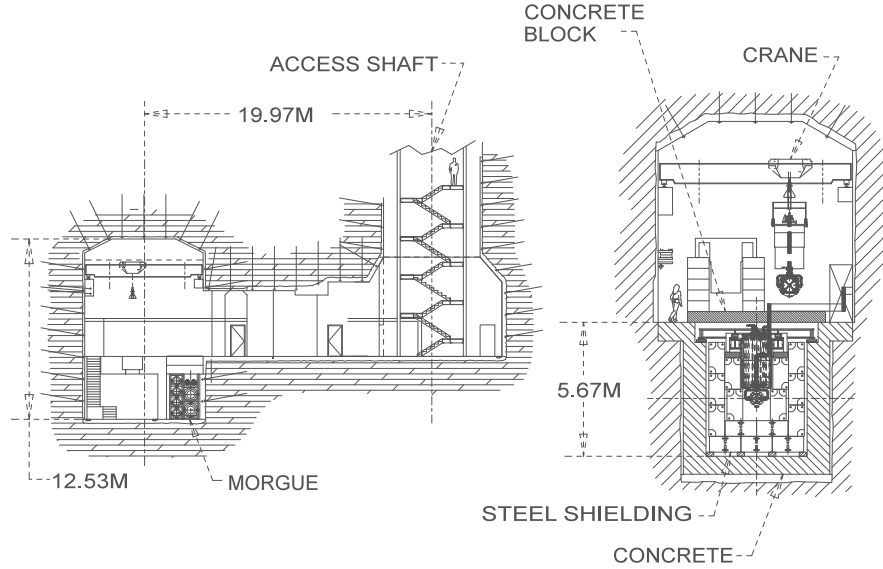 CONCRETE
BLOCK
CRANE
ACCESS SHAFT
19.97M
5.67M
12.53M
MORGUE
STEEL SHIELDING
CONCRETE